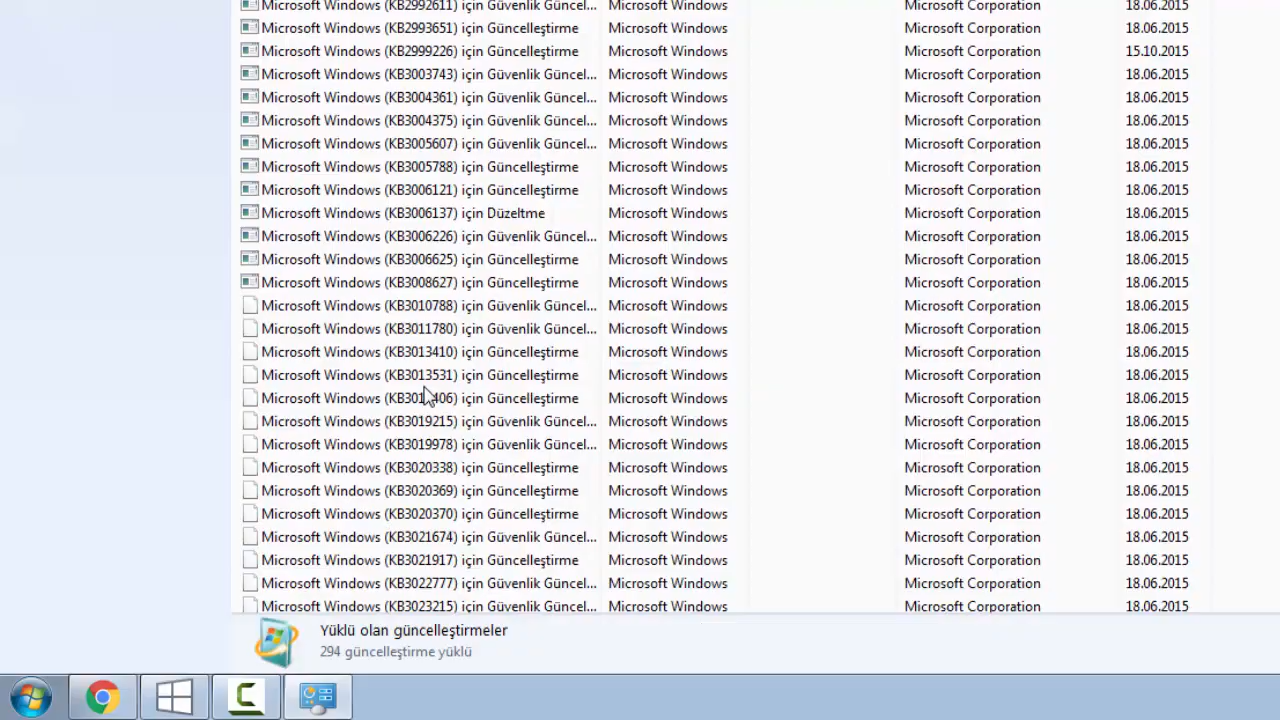 Microsoft Windows (KB2992611) için Güvenlik Güncel... Microsoft Windows Microsoft Corporation 18.06.2015
Microsoft Windows (KB2993651) için Güncelleştirme Microsoft Windows Microsoft Corporation 18.06.2015
Microsoft Windows (KB2999226) için Güncelleştirme Microsoft Windows Microsoft Corporation 15.10.2015
Microsoft Windows (KB3003743) için Güvenlik Güncel... Microsoft Windows Microsoft Corporation 18.06.2015
Microsoft Windows (KB3004361) için Güvenlik Güncel... Microsoft Windows Microsoft Corporation 18.06.2015
Microsoft Windows (KB3004375) için Güvenlik Güncel... Microsoft Windows Microsoft Corporation 18.06.2015
Microsoft Windows (KB3005607) için Güvenlik Güncel... Microsoft Windows Microsoft Corporation 18.06.2015
Microsoft Windows (KB3005788) için Güncelleştirme Microsoft Windows Microsoft Corporation 18.06.2015
Microsoft Windows (KB3006121) için Güncelleştirme Microsoft Windows Microsoft Corporation 18.06.2015
Microsoft Windows (KB3006137) için Düzeltme Microsoft Windows Microsoft Corporation 18.06.2015
Microsoft Windows (KB3006226) için Güvenlik Güncel... Microsoft Windows Microsoft Corporation 18.06.2015
Microsoft Windows (KB3006625) için Güncelleştirme Microsoft Windows Microsoft Corporation 18.06.2015
Microsoft Windows (KB3008627) için Güncelleştirme Microsoft Windows Microsoft Corporation 18.06.2015
Microsoft Windows (KB3010788) için Güvenlik Güncel... Microsoft Windows Microsoft Corporation 18.06.2015
Microsoft Windows (KB3011780) için Güvenlik Güncel... Microsoft Windows Microsoft Corporation 18.06.2015
Microsoft Windows (KB3013410) için Güncelleştirme Microsoft Windows Microsoft Corporation 18.06.2015
Microsoft Windows (KB3013531) için Güncelleştirme Microsoft Windows Microsoft Corporation 18.06.2015
Microsoft Windows için Güncelleştirme Microsoft Windows Microsoft Corporation 18.06.2015
Microsoft Windows (KB3019215) için Güvenlik Güncel... Microsoft Windows Microsoft Corporation 18.06.2015
Microsoft Windows (KB3019978) için Güvenlik Güncel... Microsoft Windows Microsoft Corporation 18.06.2015
Microsoft Windows (KB3020338) için Güncelleştirme Microsoft Windows Microsoft Corporation 18.06.2015
Microsoft Windows (KB3020369) için Güncelleştirme Microsoft Windows Microsoft Corporation 18.06.2015
Microsoft Windows (KB3020370) için Güncelleştirme Microsoft Windows Microsoft Corporation 18.06.2015
Microsoft Windows (KB3021674) için Güvenlik Güncel... Microsoft Windows Microsoft Corporation 18.06.2015
Microsoft Windows (KB3021917) için Güncelleştirme Microsoft Windows Microsoft Corporation 18.06.2015
Microsoft Windows (KB3022777) için Güvenlik Güncel... Microsoft Windows Microsoft Corporation 18.06.2015
Microsoft Windows (KB3023215) için Güvenlik Güncel... Microsoft Windows Microsoft Corporation 18.06.2015
Yüklü olan güncelleştirmeler
294 güncelleştirme yüklü